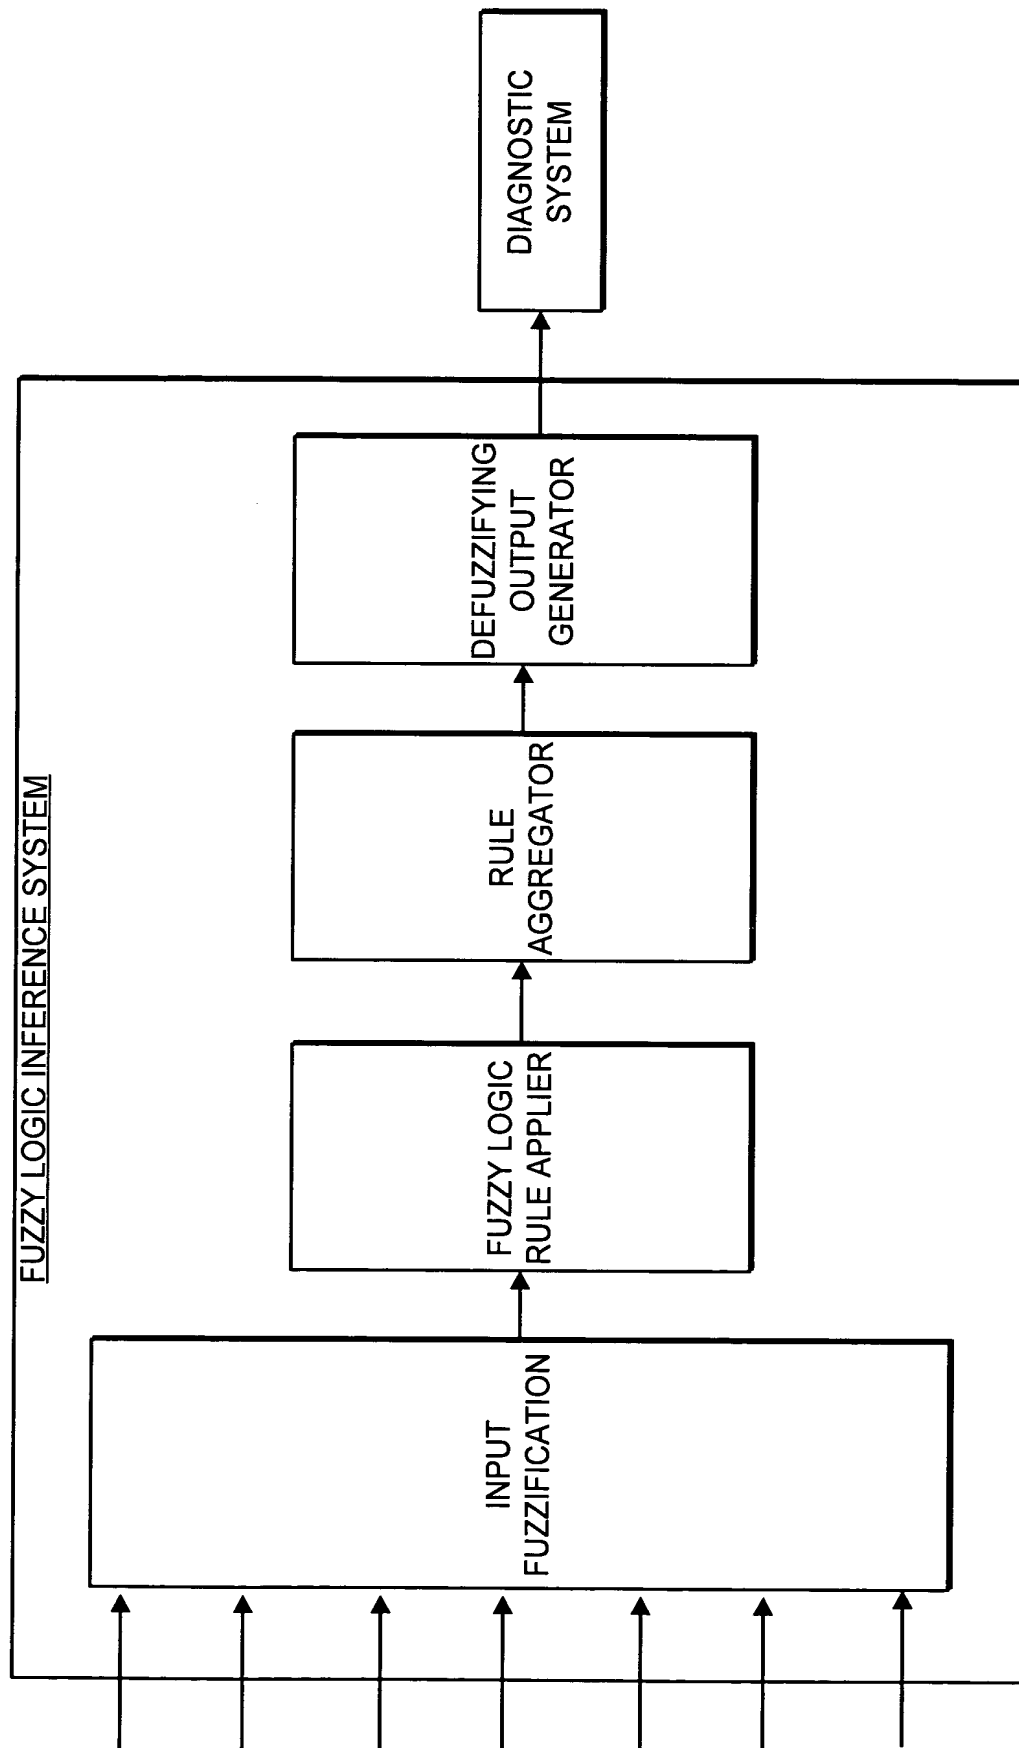 FUZZY LOGIC INFERENCE SYSTEM
INPUT
FUZZIFICATION
FUZZY LOGIC
RULE APPLIER
RULE
AGGREGATOR
DEFUZZIFYING
OUTPUT
GENERATOR
DIAGNOSTIC
SYSTEM